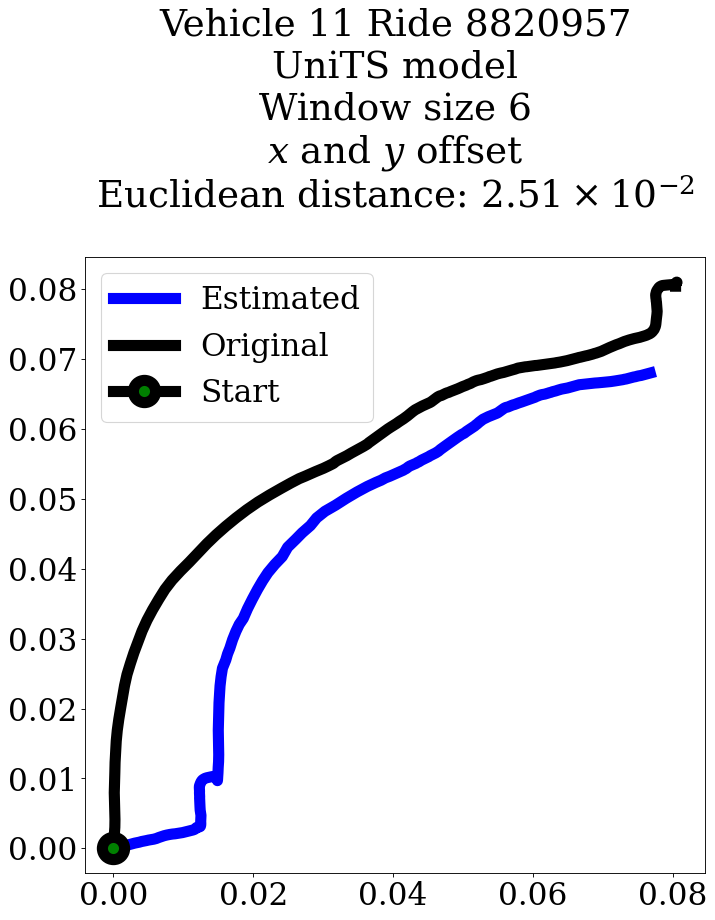 Vehicle 11 Ride 8820957
UniTS model
Window size 6
x and y offset
Euclidean distance: 2.51 × 10⁻²
Estimated
Original
Start
0.08
0.07
0.06
0.05
0.04
0.03
0.02
0.01
0.00
0.00 0.02 0.04 0.06 0.08